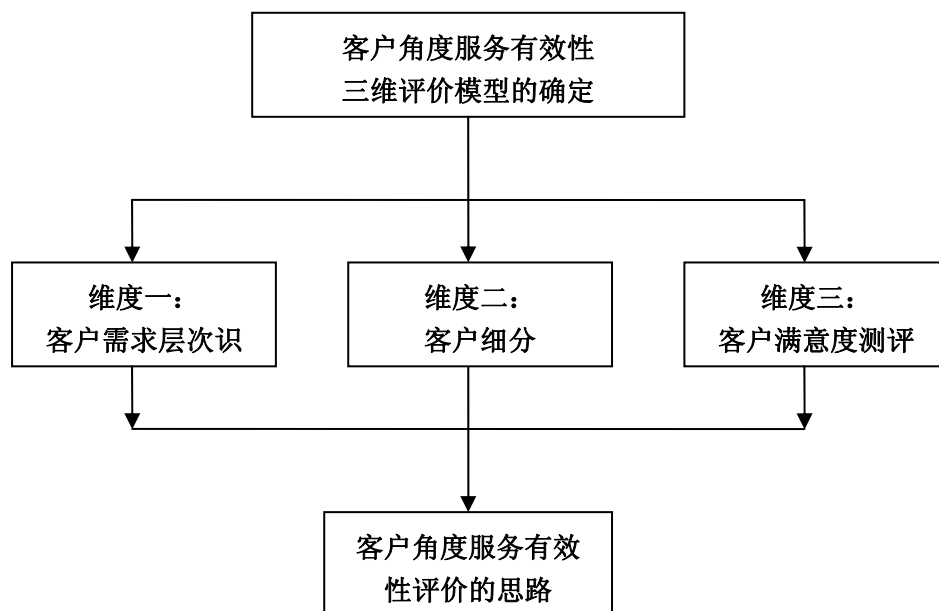 客户角度服务有效性
三维评价模型的确定
维度一：
客户需求层次识
维度二：
客户细分
维度三：
客户满意度测评
客户角度服务有效
性评价的思路